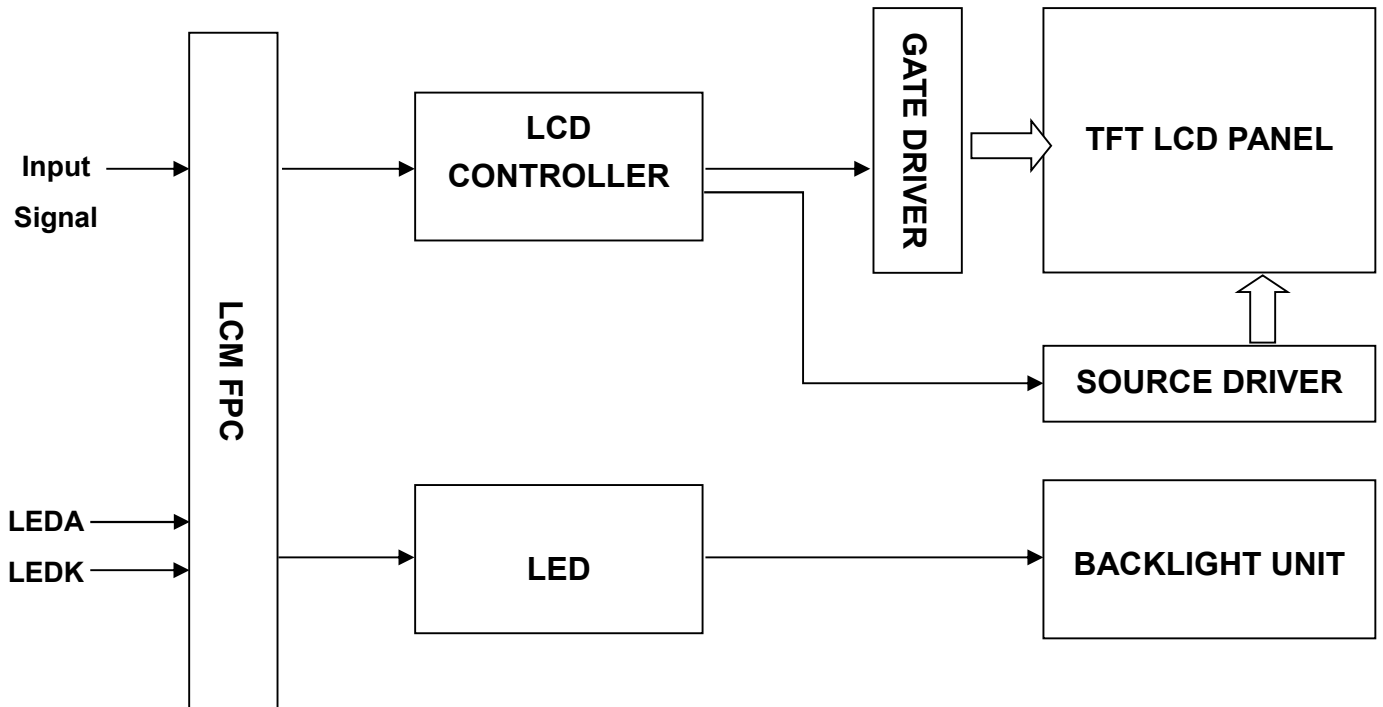 Input
Signal
LEDA
LEDK
LCM FPC
LCD
CONTROLLER
GATE DRIVER
TFT LCD PANEL
SOURCE DRIVER
LED
BACKLIGHT UNIT